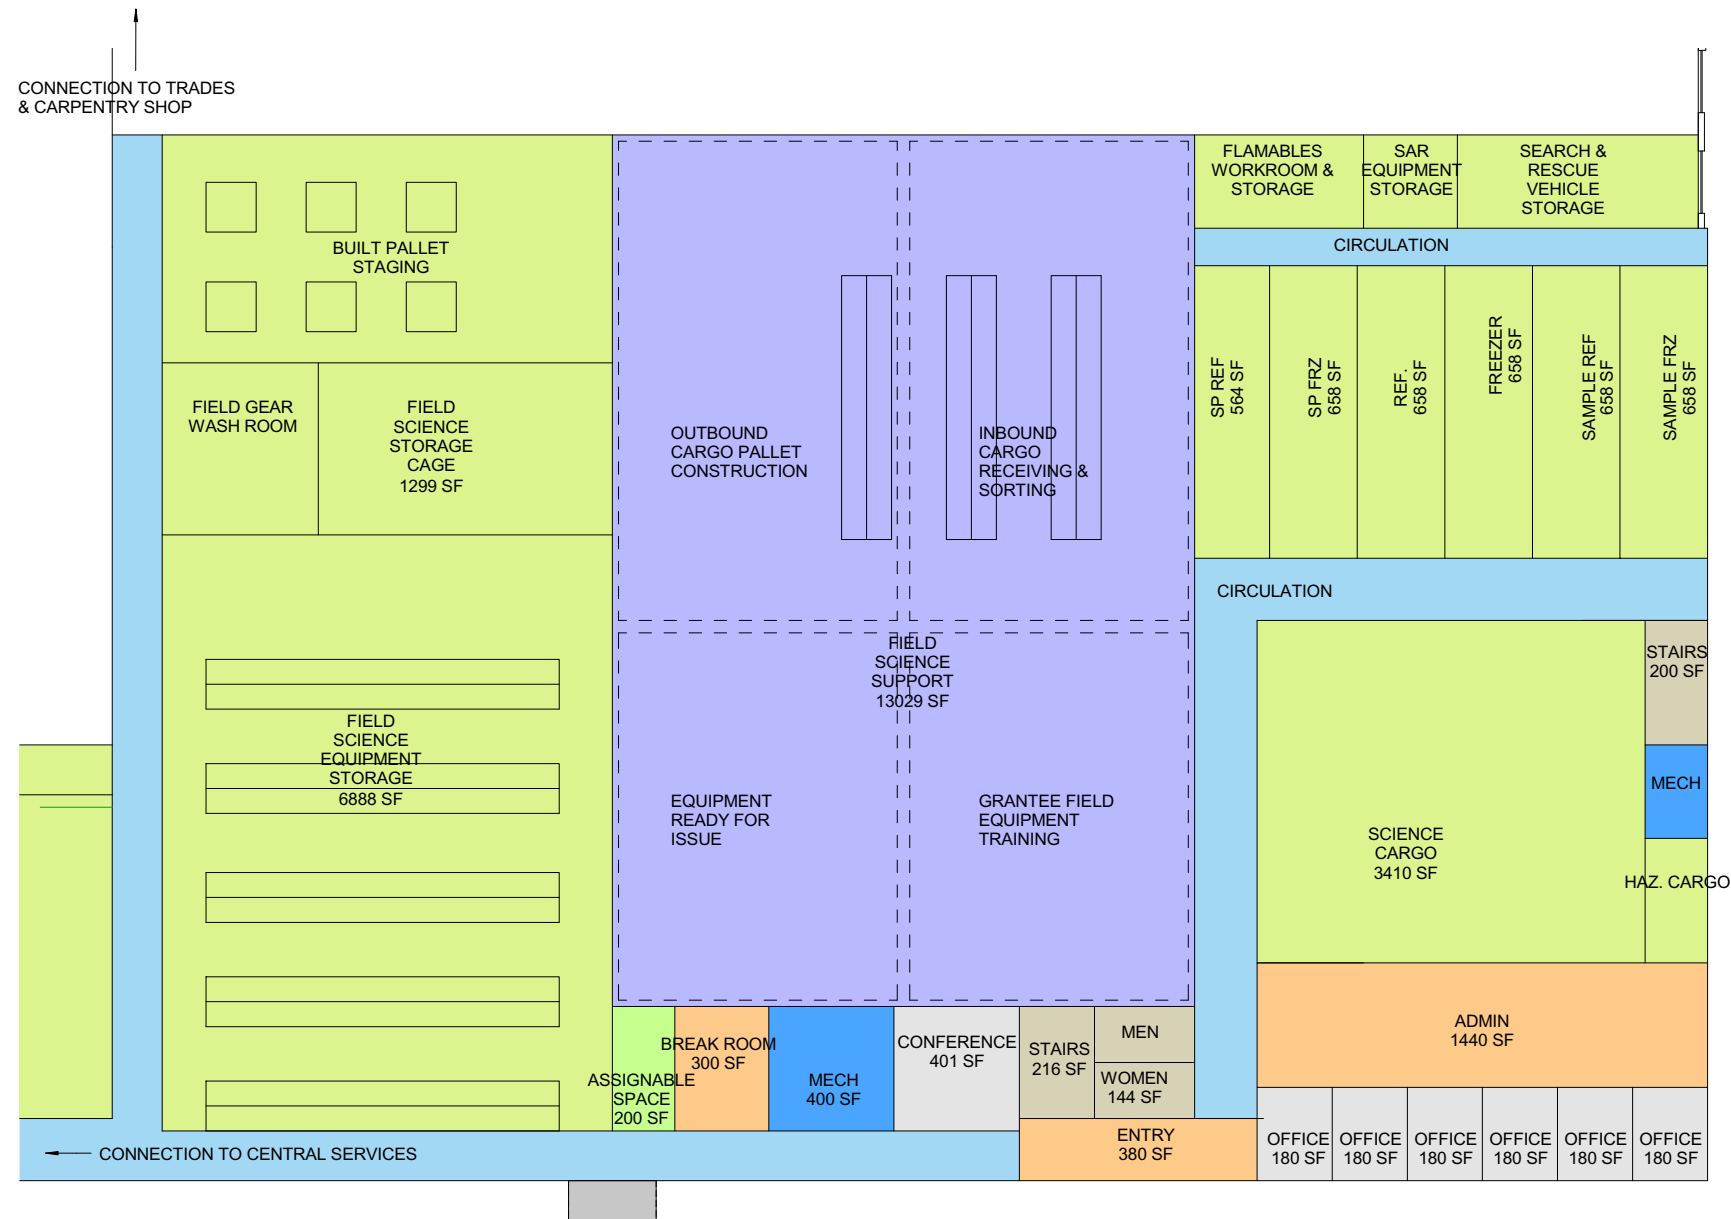 CONNECTION TO TRADES
& CARPENTRY SHOP
BUILT PALLET
STAGING
FIELD GEAR
WASH ROOM
FIELD
SCIENCE
STORAGE
CAGE
1299 SF
FIELD
SCIENCE
EQUIPMENT
STORAGE
6888 SF
OUTBOUND
CARGO PALLET
CONSTRUCTION
INBOUND
CARGO
RECEIVING &
SORTING
FIELD
SCIENCE
SUPPORT
13029 SF
EQUIPMENT
READY FOR
ISSUE
GRANTEE FIELD
EQUIPMENT
TRAINING
FLAMABLES
WORKROOM &
STORAGE
SAR
EQUIPMENT
STORAGE
SEARCH &
RESCUE
VEHICLE
STORAGE
CIRCULATION
SP REF
564 SF
SP FRZ
658 SF
REF.
658 SF
FREEZER
658 SF
SAMPLE REF
658 SF
SAMPLE FRZ
658 SF
CIRCULATION
STAIRS
200 SF
MECH
SCIENCE
CARGO
3410 SF
HAZ. CARGO
ADMIN
1440 SF
ASSIGNABLE
SPACE
200 SF
BREAK ROOM
300 SF
MECH
400 SF
CONFERENCE
401 SF
STAIRS
216 SF
MEN
WOMEN
144 SF
ENTRY
380 SF
OFFICE
180 SF
OFFICE
180 SF
OFFICE
180 SF
OFFICE
180 SF
OFFICE
180 SF
OFFICE
180 SF
CONNECTION TO CENTRAL SERVICES